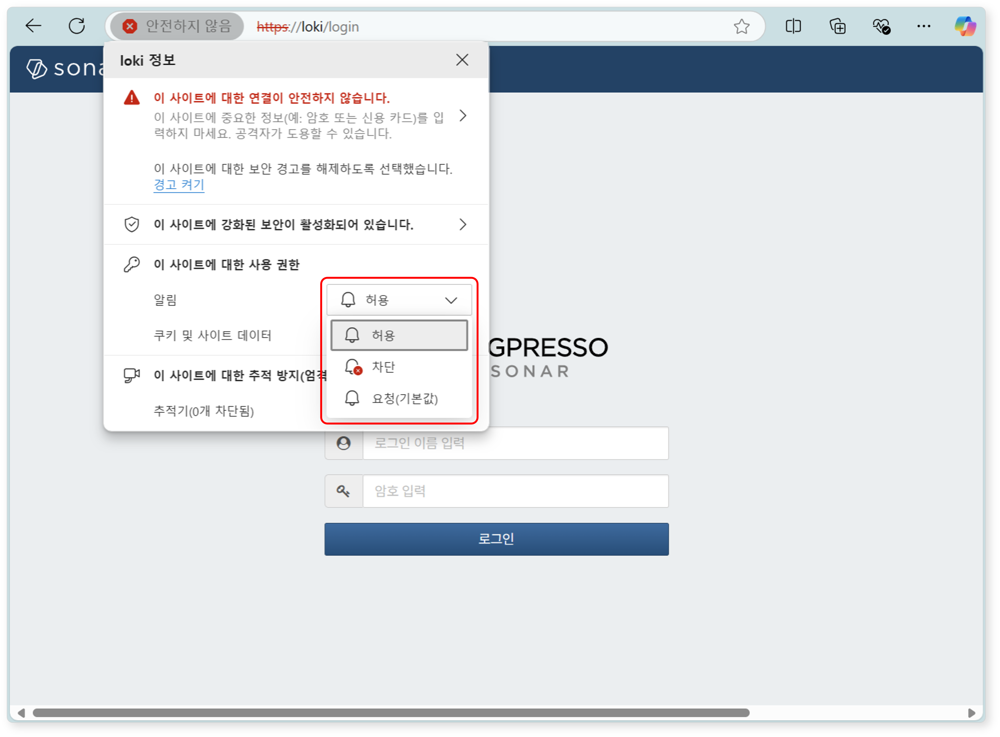 안전하지 않음
https://loki/login
sona
loki 정보
이 사이트에 대한 연결이 안전하지 않습니다.
이 사이트에 중요한 정보(예: 암호 또는 신용 카드)를 입
력하지 마세요. 공격자가 도용할 수 있습니다.
이 사이트에 대한 보안 경고를 해제하도록 선택했습니다.
경고 켜기
이 사이트에 강화된 보안이 활성화되어 있습니다.
이 사이트에 대한 사용 권한
알림
허용
쿠키 및 사이트 데이터
허용
차단
요청(기본값)
이 사이트에 대한 추적 방지(엄격
추적기(0개 차단됨)
GPRESSO
SONAR
로그인 이름 입력
암호 입력
로그인